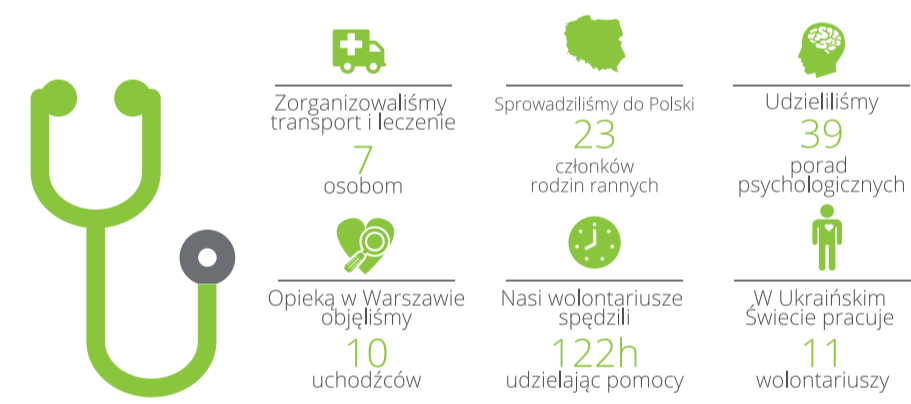 Zorganizowaliśmy
transport i leczenie
7
osobom
Sprowadziliśmy do Polski
23
członków
rodzin rannych
Udzieliliśmy
39
porad
psychologicznych
Opieką w Warszawie
objęliśmy
10
uchodźców
Nasi wolontariusze
spędzili
122h
udzielając pomocy
W Ukraińskim
Świecie pracuje
11
wolontariuszy